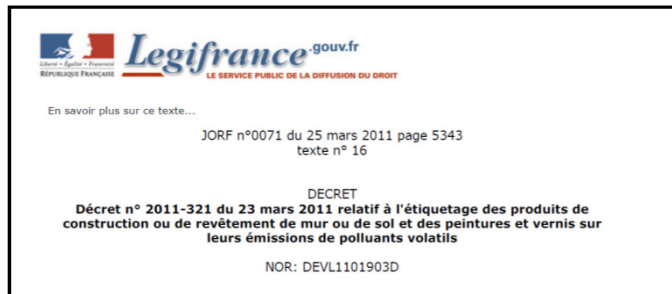 Liberté • Égalité • Fraternité
RÉPUBLIQUE FRANÇAISE
Legifrance.gouv.fr
LE SERVICE PUBLIC DE LA DIFFUSION DU DROIT
En savoir plus sur ce texte...
JORF n°0071 du 25 mars 2011 page 5343
texte n° 16
DECRET
Décret n° 2011-321 du 23 mars 2011 relatif à l'étiquetage des produits de
construction ou de revêtement de mur ou de sol et des peintures et vernis sur
leurs émissions de polluants volatils
NOR: DEVL1101903D